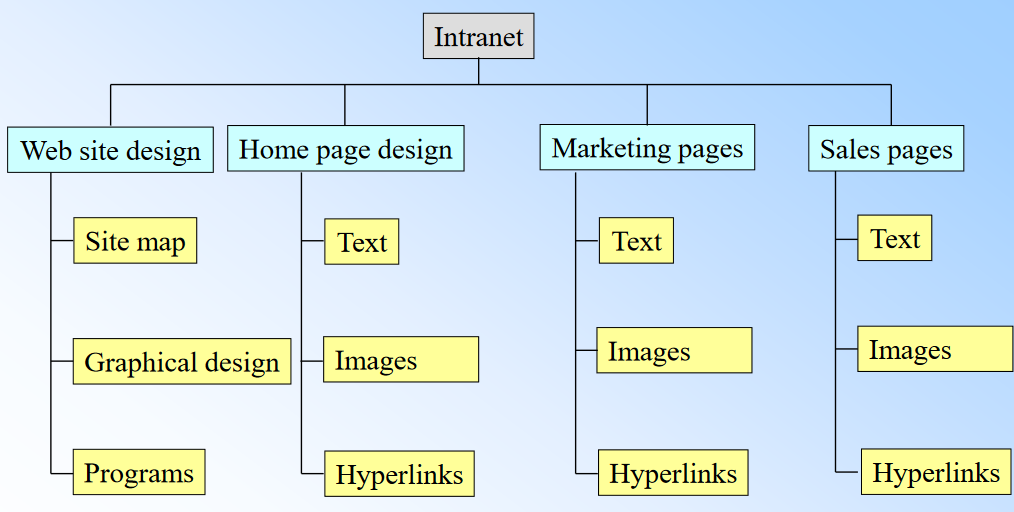 Intranet
Web site design
Home page design
Marketing pages
Sales pages
Site map
Text
Text
Text
Graphical design
Images
Images
Images
Programs
Hyperlinks
Hyperlinks
Hyperlinks